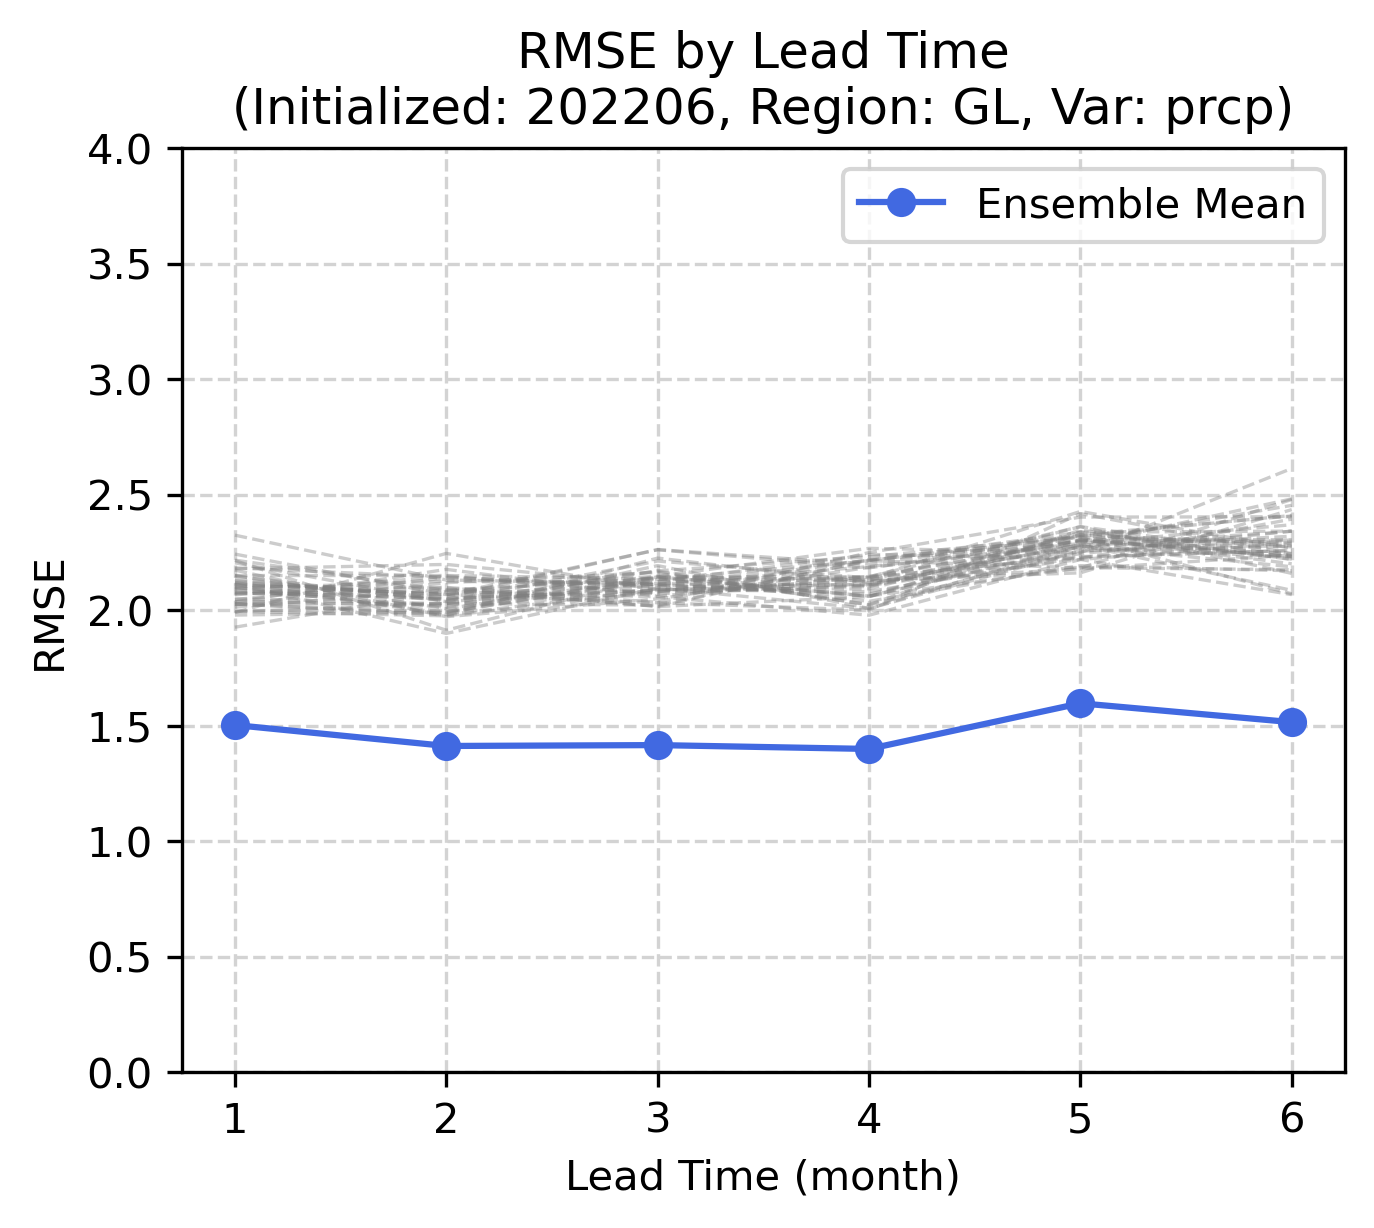 RMSE by Lead Time
(Initialized: 202206, Region: GL, Var: prcp)
4.0
3.5
3.0
2.5
2.0
1.5
1.0
0.5
0.0
RMSE
Ensemble Mean
1 2 3 4 5 6
Lead Time (month)